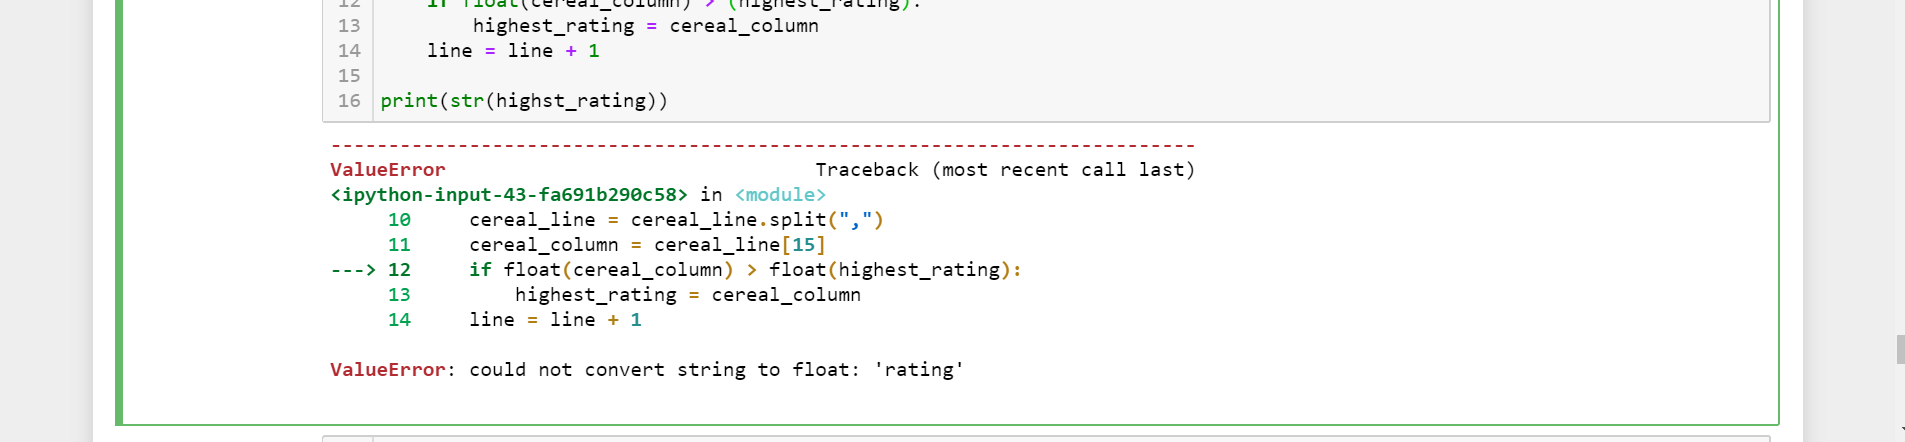 12     if float(cereal_column) > (highest_rating):
13         highest_rating = cereal_column
14     line = line + 1
15
16 print(str(highst_rating))
---------------------------------------------------------------------------
ValueError                                Traceback (most recent call last)
<ipython-input-43-fa691b290c58> in <module>
     10     cereal_line = cereal_line.split(",")
     11     cereal_column = cereal_line[15]
---> 12     if float(cereal_column) > float(highest_rating):
     13         highest_rating = cereal_column
     14     line = line + 1
ValueError: could not convert string to float: 'rating'